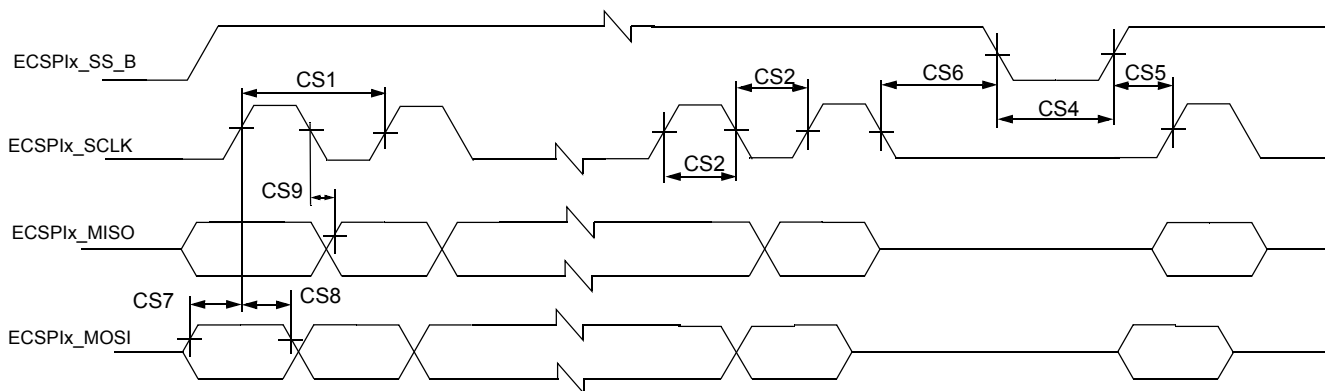 ECSPIx_SS_B
CS1
CS2
CS6
CS5
CS4
ECSPIx_SCLK
CS2
CS9
ECSPIx_MISO
CS7
CS8
ECSPIx_MOSI